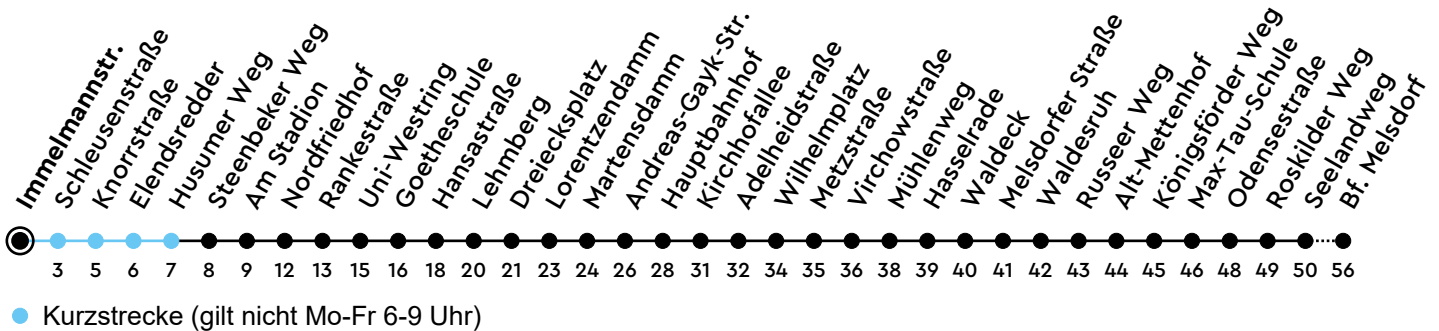 Immelmannstr.
Schleusenstraße
Knorrstraße
Elendsredder
Husumer Weg
Steenbeker Weg
Am Stadion
Nordfriedhof
Rankestraße
Uni-Westring
Goetheschule
Hansastraße
Lehmberg
Dreiecksplatz
Lorentzendamm
Martensdamm
Andreas-Gayk-Str.
Hauptbahnhof
Kirchhofallee
Adelheidstraße
Wilhelmplatz
Metzstraße
Virchowstraße
Mühlenweg
Hasselrade
Waldeck
Melsdorfer Straße
Waldesruh
Russeer Weg
Alt-Mettenhof
Königsförder Weg
Max-Tau-Schule
Odensestraße
Roskilder Weg
Seelandweg
Bf. Melsdorf
3 5 6 7 8 9 12 13 15 16 18 20 21 23 24 26 28 31 32 34 35 36 38 39 40 41 42 43 44 45 46 48 49 50 56
Kurzstrecke (gilt nicht Mo-Fr 6-9 Uhr)